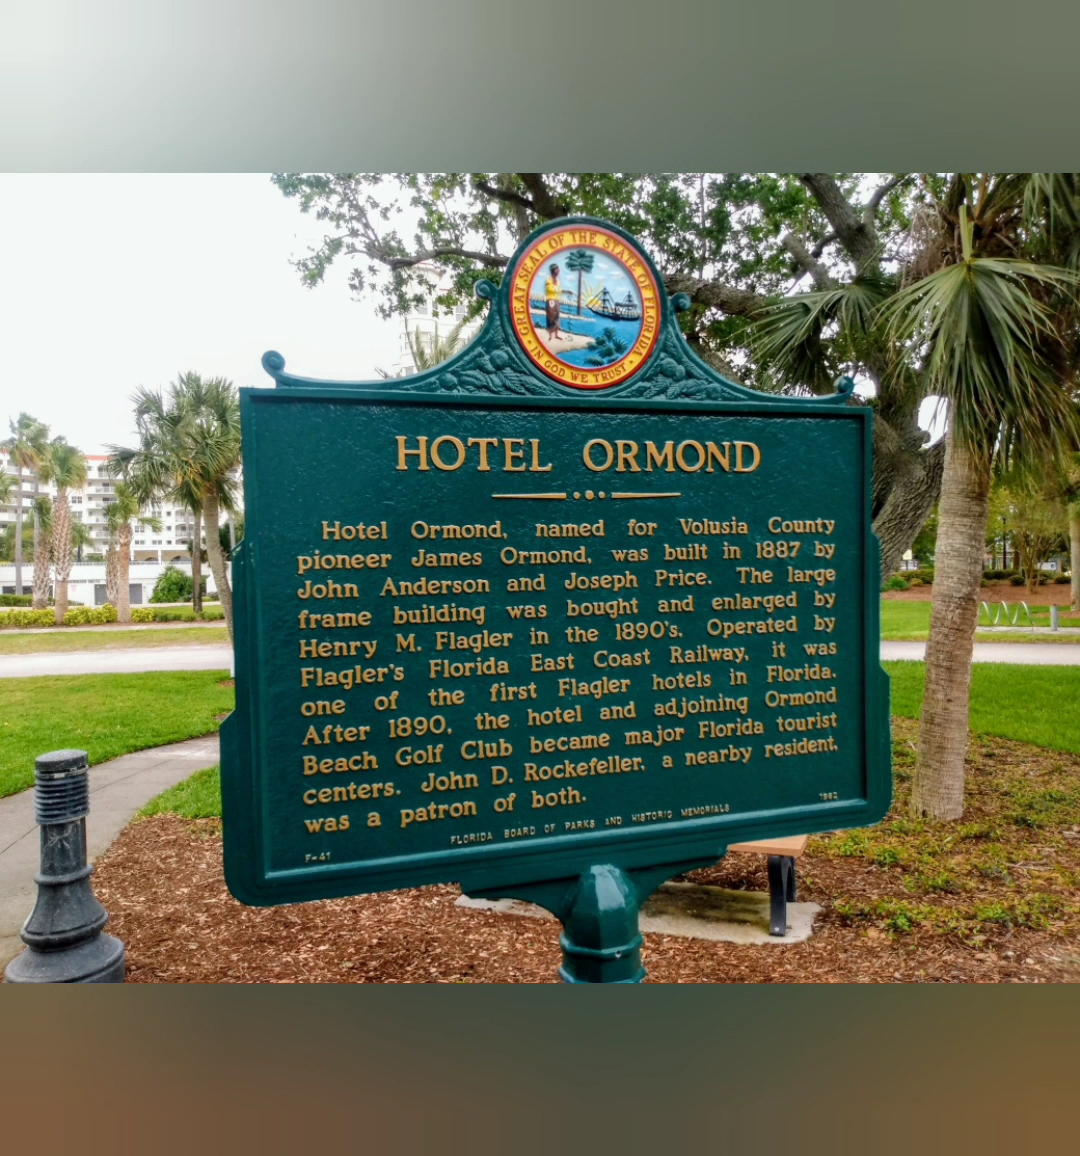 GREAT SEAL OF THE STATE OF FLORIDA
• IN GOD WE TRUST •
HOTEL ORMOND
Hotel Ormond, named for Volusia County
pioneer James Ormond, was built in 1887 by
John Anderson and Joseph Price. The large
frame building was bought and enlarged by
Henry M. Flagler in the 1890's. Operated by
Flagler's Florida East Coast Railway, it was
one of the first Flagler hotels in Florida.
After 1890, the hotel and adjoining Ormond
Beach Golf Club became major Florida tourist
centers. John D. Rockefeller, a nearby resident,
was a patron of both.
F-41 FLORIDA BOARD OF PARKS AND HISTORIC MEMORIALS 1962